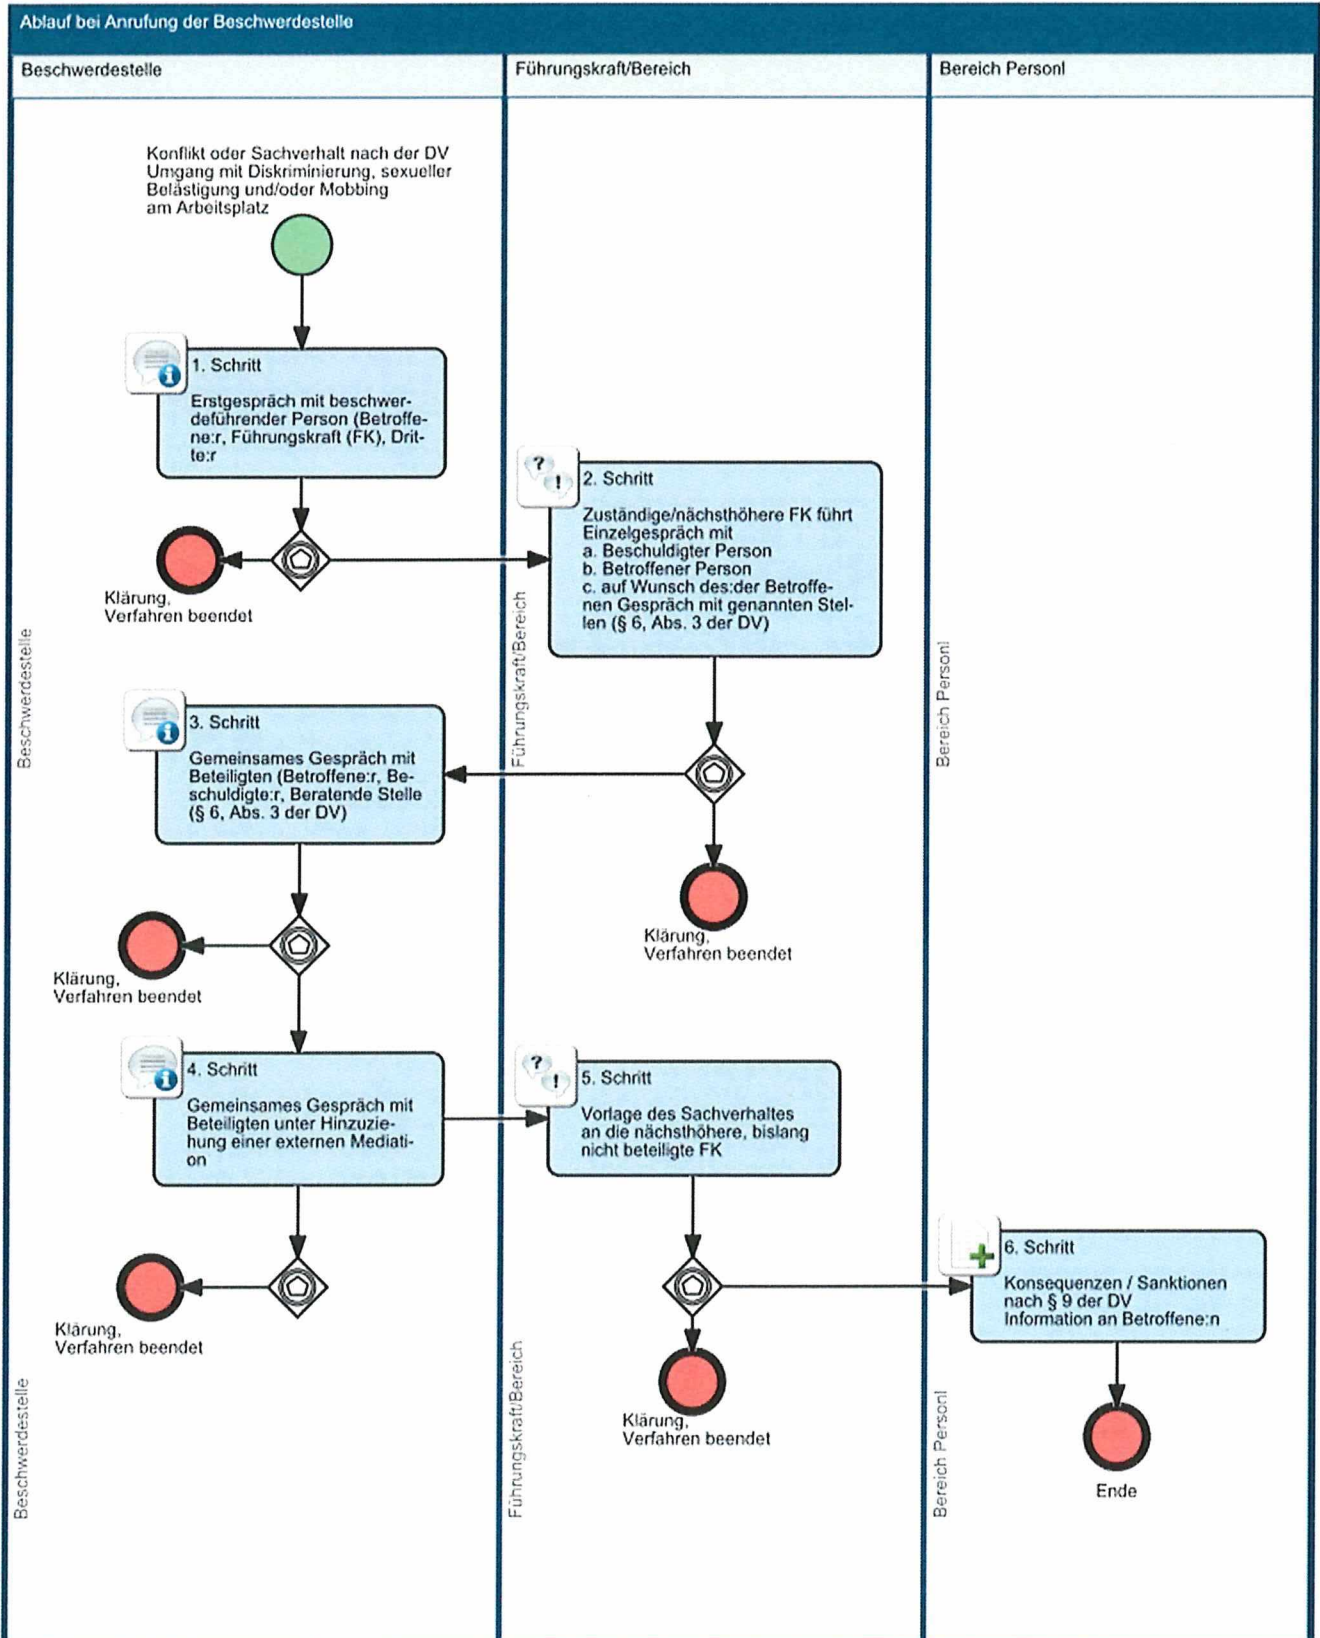 Ablauf bei Anrufung der Beschwerdestelle
Beschwerdestelle
Führungskraft/Bereich
Bereich Personl
Konflikt oder Sachverhalt nach der DV
Umgang mit Diskriminierung, sexueller
Belästigung und/oder Mobbing
am Arbeitsplatz
1. Schritt
Erstgespräch mit beschwer-
deführender Person (Betroffe-
ne:r, Führungskraft (FK), Drit-
te:r
Klärung,
Verfahren beendet
2. Schritt
Zuständige/nächsthöhere FK führt
Einzelgespräch mit
a. Beschuldigter Person
b. Betroffener Person
c. auf Wunsch des:der Betroffe-
nen Gespräch mit genannten Stel-
len (§ 6, Abs. 3 der DV)
Beschwerdestelle
Führungskraft/Bereich
Bereich Personl
3. Schritt
Gemeinsames Gespräch mit
Beteiligten (Betroffene:r, Be-
schuldigte:r, Beratende Stelle
(§ 6, Abs. 3 der DV)
Klärung,
Verfahren beendet
Klärung,
Verfahren beendet
4. Schritt
Gemeinsames Gespräch mit
Beteiligten unter Hinzuzie-
hung einer externen Mediati-
on
5. Schritt
Vorlage des Sachverhaltes
an die nächsthöhere, bislang
nicht beteiligte FK
6. Schritt
Konsequenzen / Sanktionen
nach § 9 der DV
Information an Betroffene:n
Klärung,
Verfahren beendet
Klärung,
Verfahren beendet
Ende
Beschwerdestelle
Führungskraft/Bereich
Bereich Personl